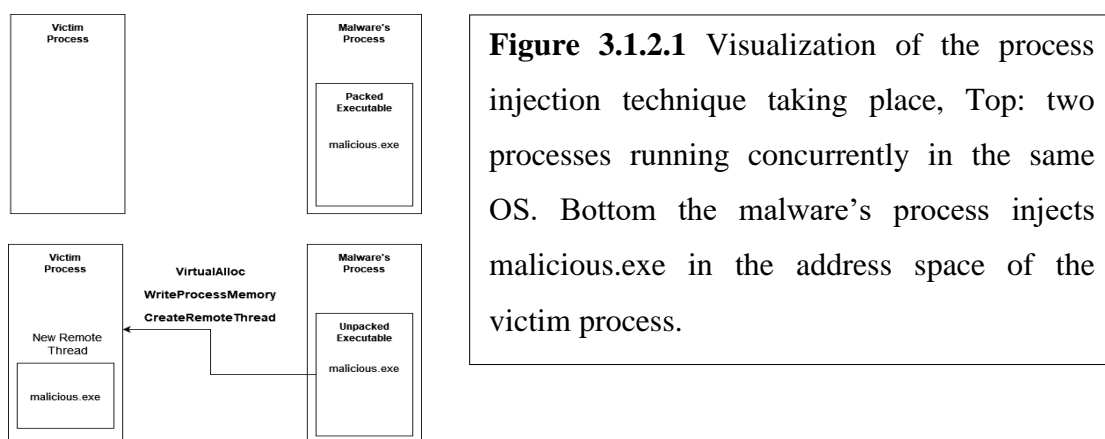 Victim
Process
Malware's
Process
Packed
Executable
malicious.exe
Victim
Process
Malware's
Process
VirtualAlloc
WriteProcessMemory
CreateRemoteThread
Unpacked
Executable
malicious.exe
New Remote
Thread
malicious.exe
Figure 3.1.2.1 Visualization of the process
injection technique taking place, Top: two
processes running concurrently in the same
OS. Bottom the malware’s process injects
malicious.exe in the address space of the
victim process.